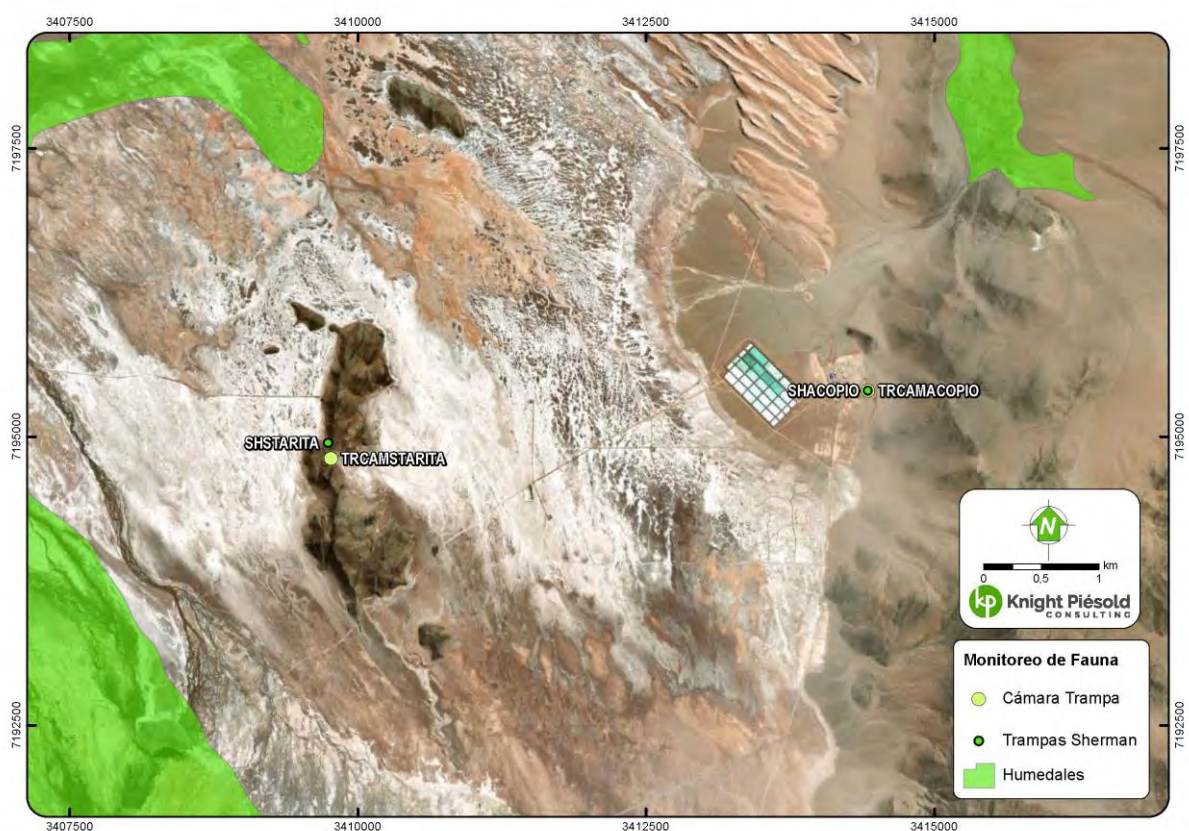 3407500
3410000
3412500
3415000
7197500
7197500
SHACOPIO
TRCAMACOPIO
SHSTARITA
TRCAMSTARITA
7195000
7195000
N
km
0
0,5
1
kp Knight Piésold
CONSULTING
Monitoreo de Fauna
Cámara Trampa
Trampas Sherman
Humedales
7192500
7192500
3407500
3410000
3412500
3415000